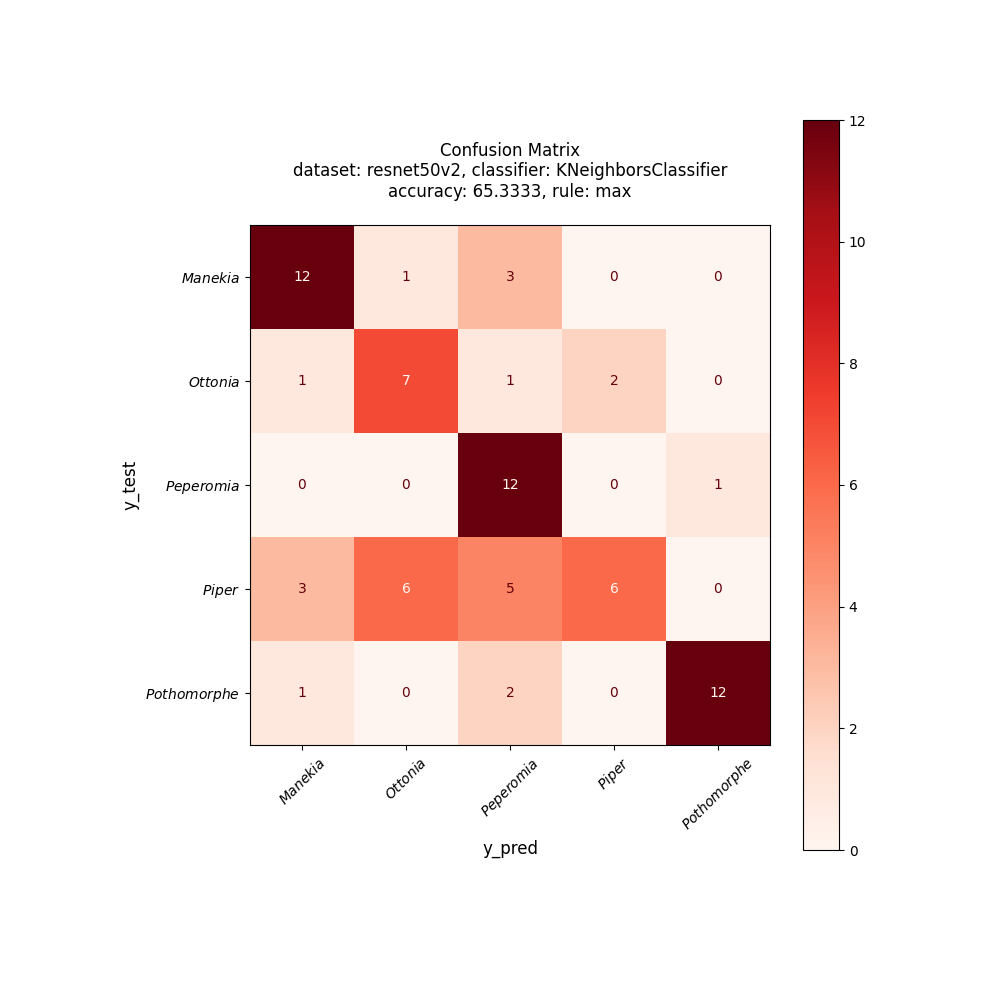 Confusion Matrix
dataset: resnet50v2, classifier: KNeighborsClassifier
accuracy: 65.3333, rule: max
Manekia 12 1 3 0 0
Ottonia 1 7 1 2 0
Peperomia 0 0 12 0 1
Piper 3 6 5 6 0
Pothomorphe 1 0 2 0 12
y_test
Manekia Ottonia Peperomia Piper Pothomorphe
y_pred
12
10
8
6
4
2
0